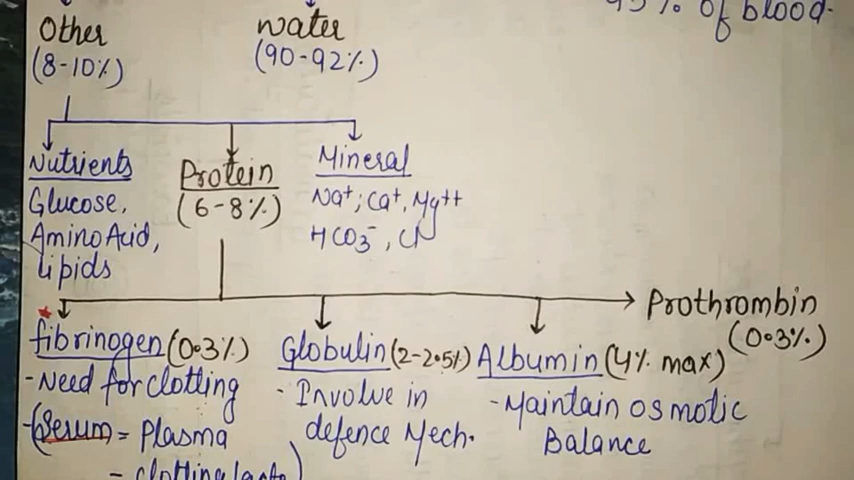 95% of blood.
Other
(8-10%)
water
(90-92%)
Nutrients
Glucose,
Amino Acid,
Lipids
Protein
(6-8%)
Mineral
Na+, Ca+, Mg++
HCO3-, Cl-
Prothrombin
(0.3%)
*fibrinogen (0.3%)
- Need for clotting
- (Serum = Plasma
- clotting
Globulin (2-2.5%)
- Involve in
defence Mech.
Albumin (4% max)
- Maintain osmotic
Balance